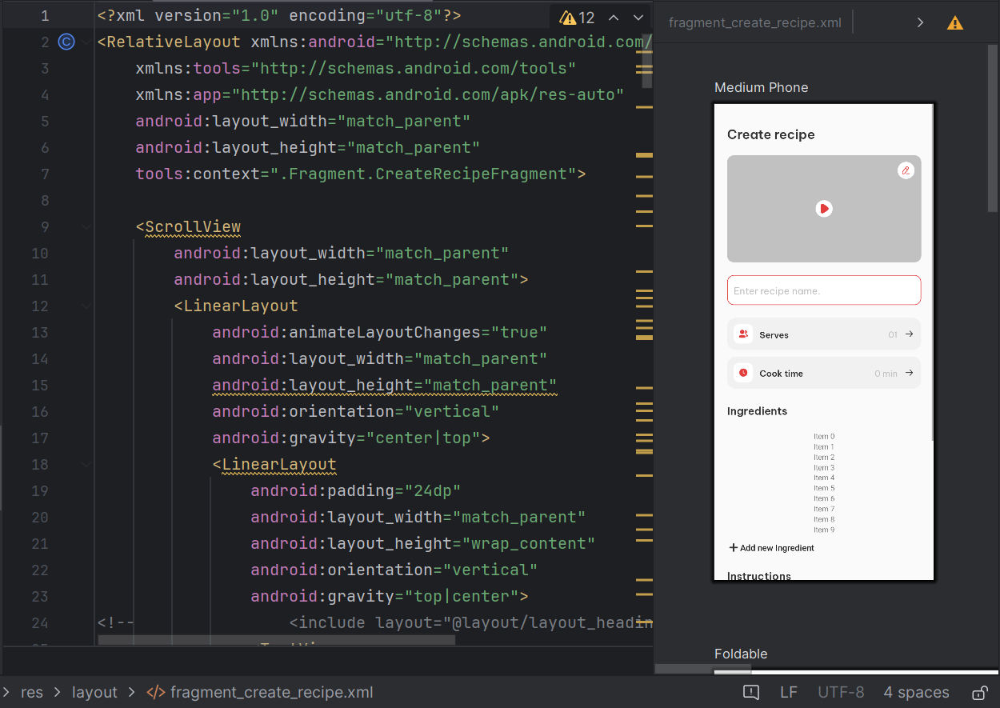 1 <?xml version="1.0" encoding="utf-8"?> 12
2 <RelativeLayout xmlns:android="http://schemas.android.com/
3 xmlns:tools="http://schemas.android.com/tools"
4 xmlns:app="http://schemas.android.com/apk/res-auto"
5 android:layout_width="match_parent"
6 android:layout_height="match_parent"
7 tools:context=".Fragment.CreateRecipeFragment">
8
9 <ScrollView
10 android:layout_width="match_parent"
11 android:layout_height="match_parent">
12 <LinearLayout
13 android:animateLayoutChanges="true"
14 android:layout_width="match_parent"
15 android:layout_height="match_parent"
16 android:orientation="vertical"
17 android:gravity="center|top">
18 <LinearLayout
19 android:padding="24dp"
20 android:layout_width="match_parent"
21 android:layout_height="wrap_content"
22 android:orientation="vertical"
23 android:gravity="top|center">
24 <!-- <include layout="@layout/layout_headin
fragment_create_recipe.xml
Medium Phone
Create recipe
Enter recipe name.
Serves 01
Cook time 0 min
Ingredients
Item 0
Item 1
Item 2
Item 3
Item 4
Item 5
Item 6
Item 7
Item 8
Item 9
+ Add new Ingredient
Instructions
Foldable
> res > layout > </> fragment_create_recipe.xml
LF UTF-8 4 spaces